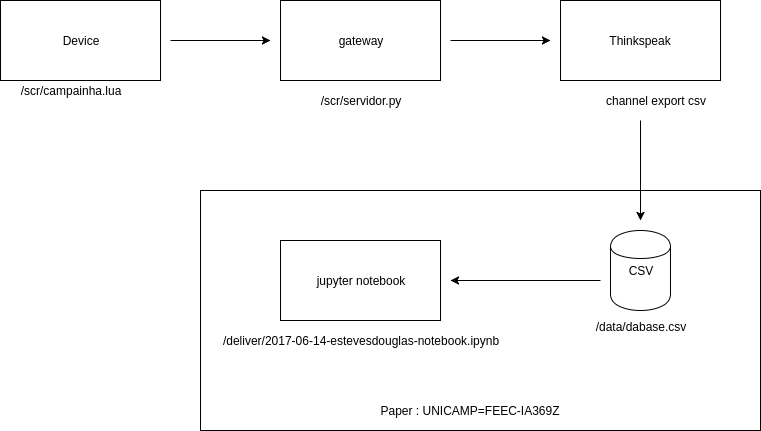 Device
gateway
Thinkspeak
/scr/campainha.lua
/scr/servidor.py
channel export csv
CSV
jupyter notebook
/data/dabase.csv
/deliver/2017-06-14-estevesdouglas-notebook.ipynb
Paper : UNICAMP=FEEC-IA369Z